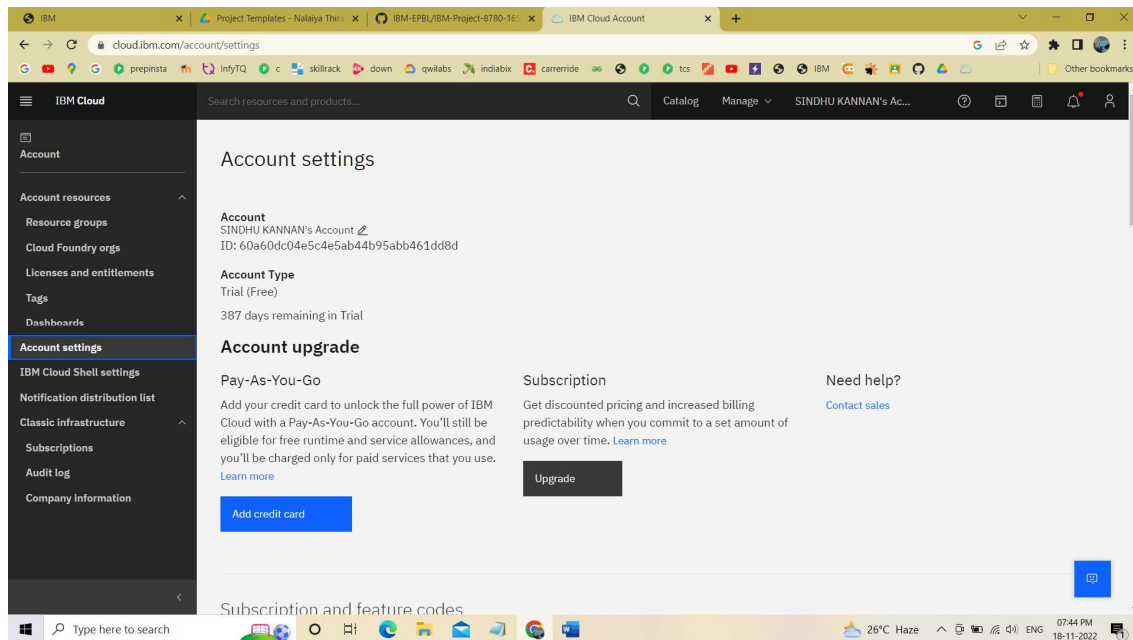 IBM
Project Templates - Nalaiya Thira
IBM-EPBL/IBM-Project-8780-165
IBM Cloud Account
cloud.ibm.com/account/settings
prepinsta
InfyTQ
c
skillrack
down
qwilabs
indiabix
carrerride
tcs
IBM
Other bookmarks
IBM Cloud
Search resources and products...
Catalog
Manage
SINDHU KANNAN's Ac...
Account
Account resources
Resource groups
Cloud Foundry orgs
Licenses and entitlements
Tags
Dashboards
Account settings
IBM Cloud Shell settings
Notification distribution list
Classic infrastructure
Subscriptions
Audit log
Company information
Account settings
Account
SINDHU KANNAN's Account
ID: 60a60dc04e5c4e5ab44b95abb461dd8d
Account Type
Trial (Free)
387 days remaining in Trial
Account upgrade
Pay-As-You-Go
Add your credit card to unlock the full power of IBM
Cloud with a Pay-As-You-Go account. You'll still be
eligible for free runtime and service allowances, and
you'll be charged only for paid services that you use.
Learn more
Add credit card
Subscription
Get discounted pricing and increased billing
predictability when you commit to a set amount of
usage over time. Learn more
Upgrade
Need help?
Contact sales
Subscription and feature codes
Type here to search
26°C Haze
ENG
07:44 PM
18-11-2022